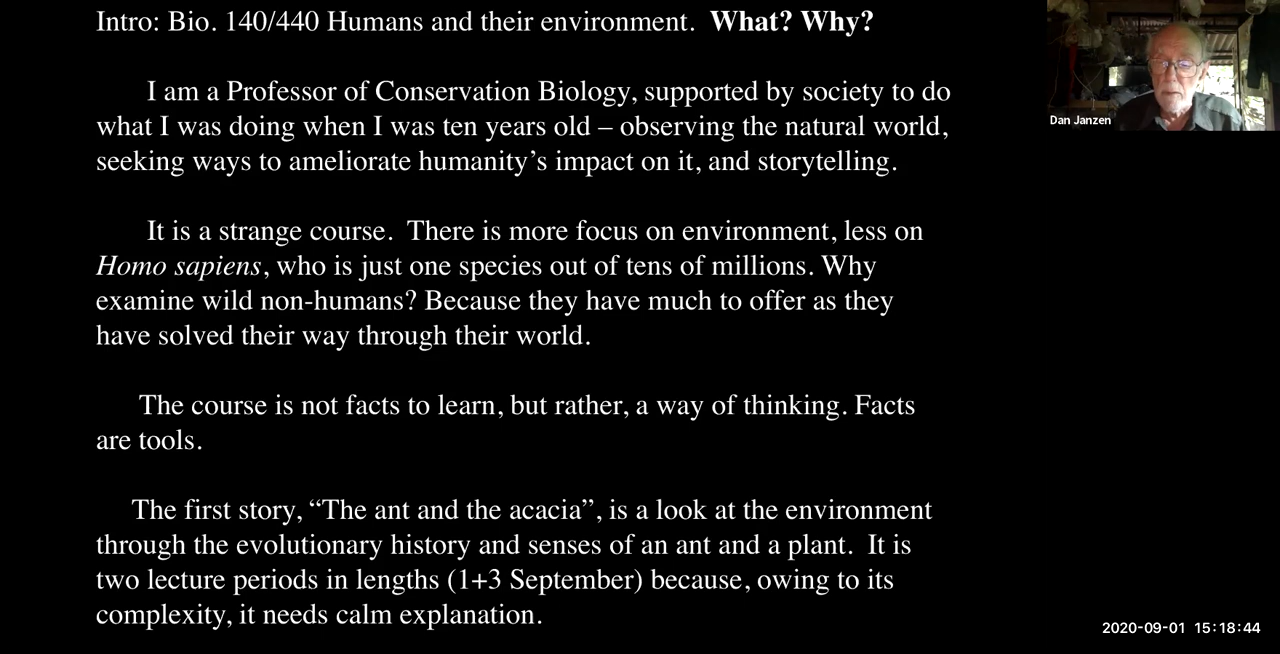 Intro: Bio. 140/440 Humans and their environment.  What? Why?
I am a Professor of Conservation Biology, supported by society to do
what I was doing when I was ten years old – observing the natural world,
seeking ways to ameliorate humanity’s impact on it, and storytelling.
It is a strange course.  There is more focus on environment, less on
Homo sapiens, who is just one species out of tens of millions. Why
examine wild non-humans? Because they have much to offer as they
have solved their way through their world.
The course is not facts to learn, but rather, a way of thinking. Facts
are tools.
The first story, “The ant and the acacia”, is a look at the environment
through the evolutionary history and senses of an ant and a plant.  It is
two lecture periods in lengths (1+3 September) because, owing to its
complexity, it needs calm explanation.
Dan Janzen
2020-09-01 15:18:44